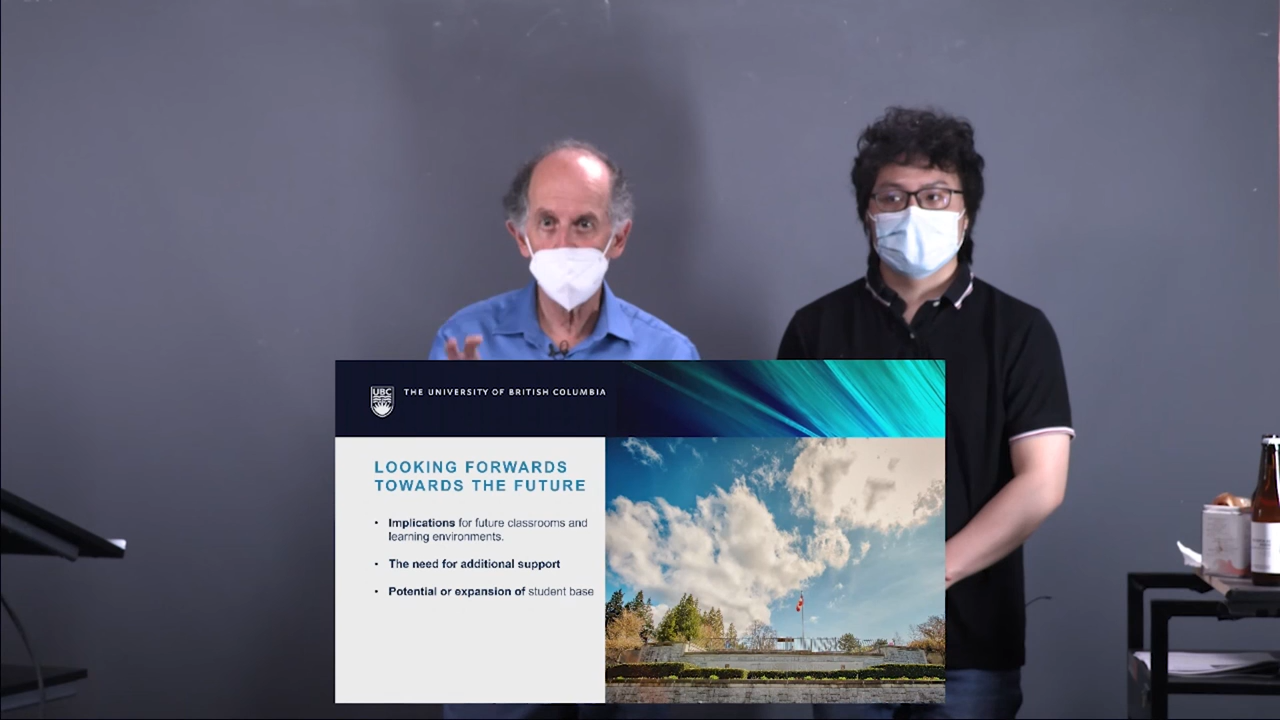 UBC
THE UNIVERSITY OF BRITISH COLUMBIA
LOOKING FORWARDS
TOWARDS THE FUTURE
• Implications for future classrooms and
learning environments.
• The need for additional support
• Potential or expansion of student base